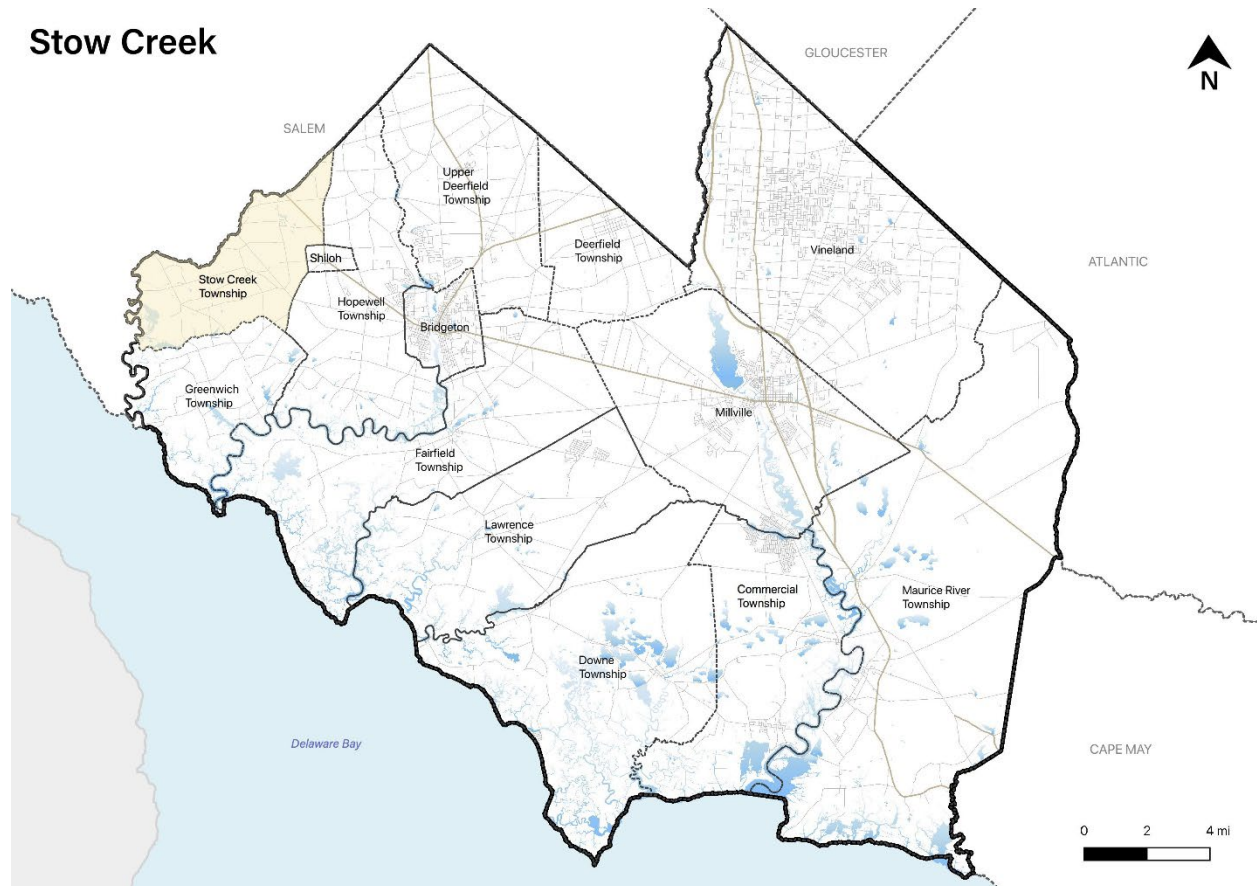 Stow Creek
GLOUCESTER
N
SALEM
Upper
Deerfield
Township
Deerfield
Township
Vineland
ATLANTIC
Shiloh
Stow Creek
Township
Hopewell
Township
Bridgeton
Greenwich
Township
Millville
Fairfield
Township
Lawrence
Township
Commercial
Township
Maurice River
Township
Downe
Township
Delaware Bay
CAPE MAY
0 2 4 mi